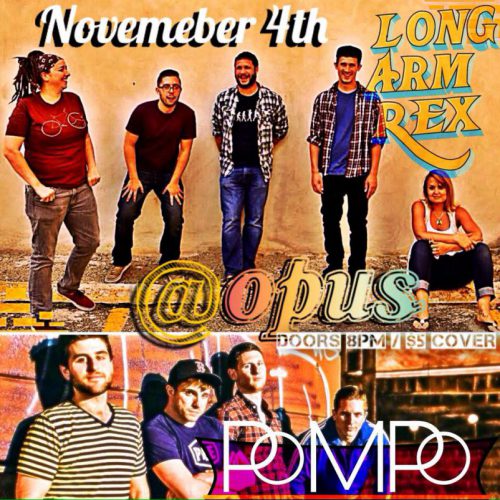 Novemeber 4th
LONG
ARM
REX
@opus
DOORS 8PM / $5 COVER
POMPO